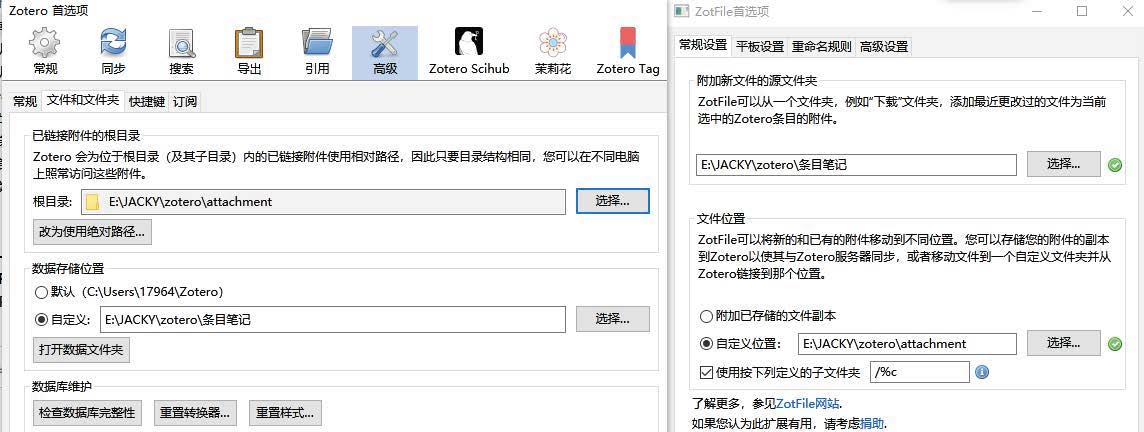 Zotero 首选项
常规
同步
搜索
导出
引用
高级
Zotero Scihub
茉莉花
Zotero Tag
常规 文件和文件夹 快捷键 订阅
已链接附件的根目录
Zotero 会为位于根目录（及其子目录）内的已链接附件使用相对路径，因此只要目录结构相同，您可以在不同电脑
上照常访问这些附件。
根目录: E:\JACKY\zotero\attachment 选择...
改为使用绝对路径...
数据存储位置
默认（C:\Users\17964\Zotero）
自定义: E:\JACKY\zotero\条目笔记 选择...
打开数据文件夹
数据库维护
检查数据库完整性 重置转换器... 重置样式...
ZotFile首选项
常规设置 平板设置 重命名规则 高级设置
附加新文件的源文件夹
ZotFile可以从一个文件夹，例如“下载”文件夹，添加最近更改过的文件为当前
选中的Zotero条目的附件。
E:\JACKY\zotero\条目笔记 选择...
文件位置
ZotFile可以将新的和已有的附件移动到不同位置。您可以存储您的附件的副本
到Zotero以使其与Zotero服务器同步，或者移动文件到一个自定义文件夹并从
Zotero链接到那个位置。
附加已存储的文件副本
自定义位置: E:\JACKY\zotero\attachment 选择...
使用按下列定义的子文件夹 /%c
了解更多，参见ZotFile网站.
如果您认为此扩展有用，请考虑捐助.